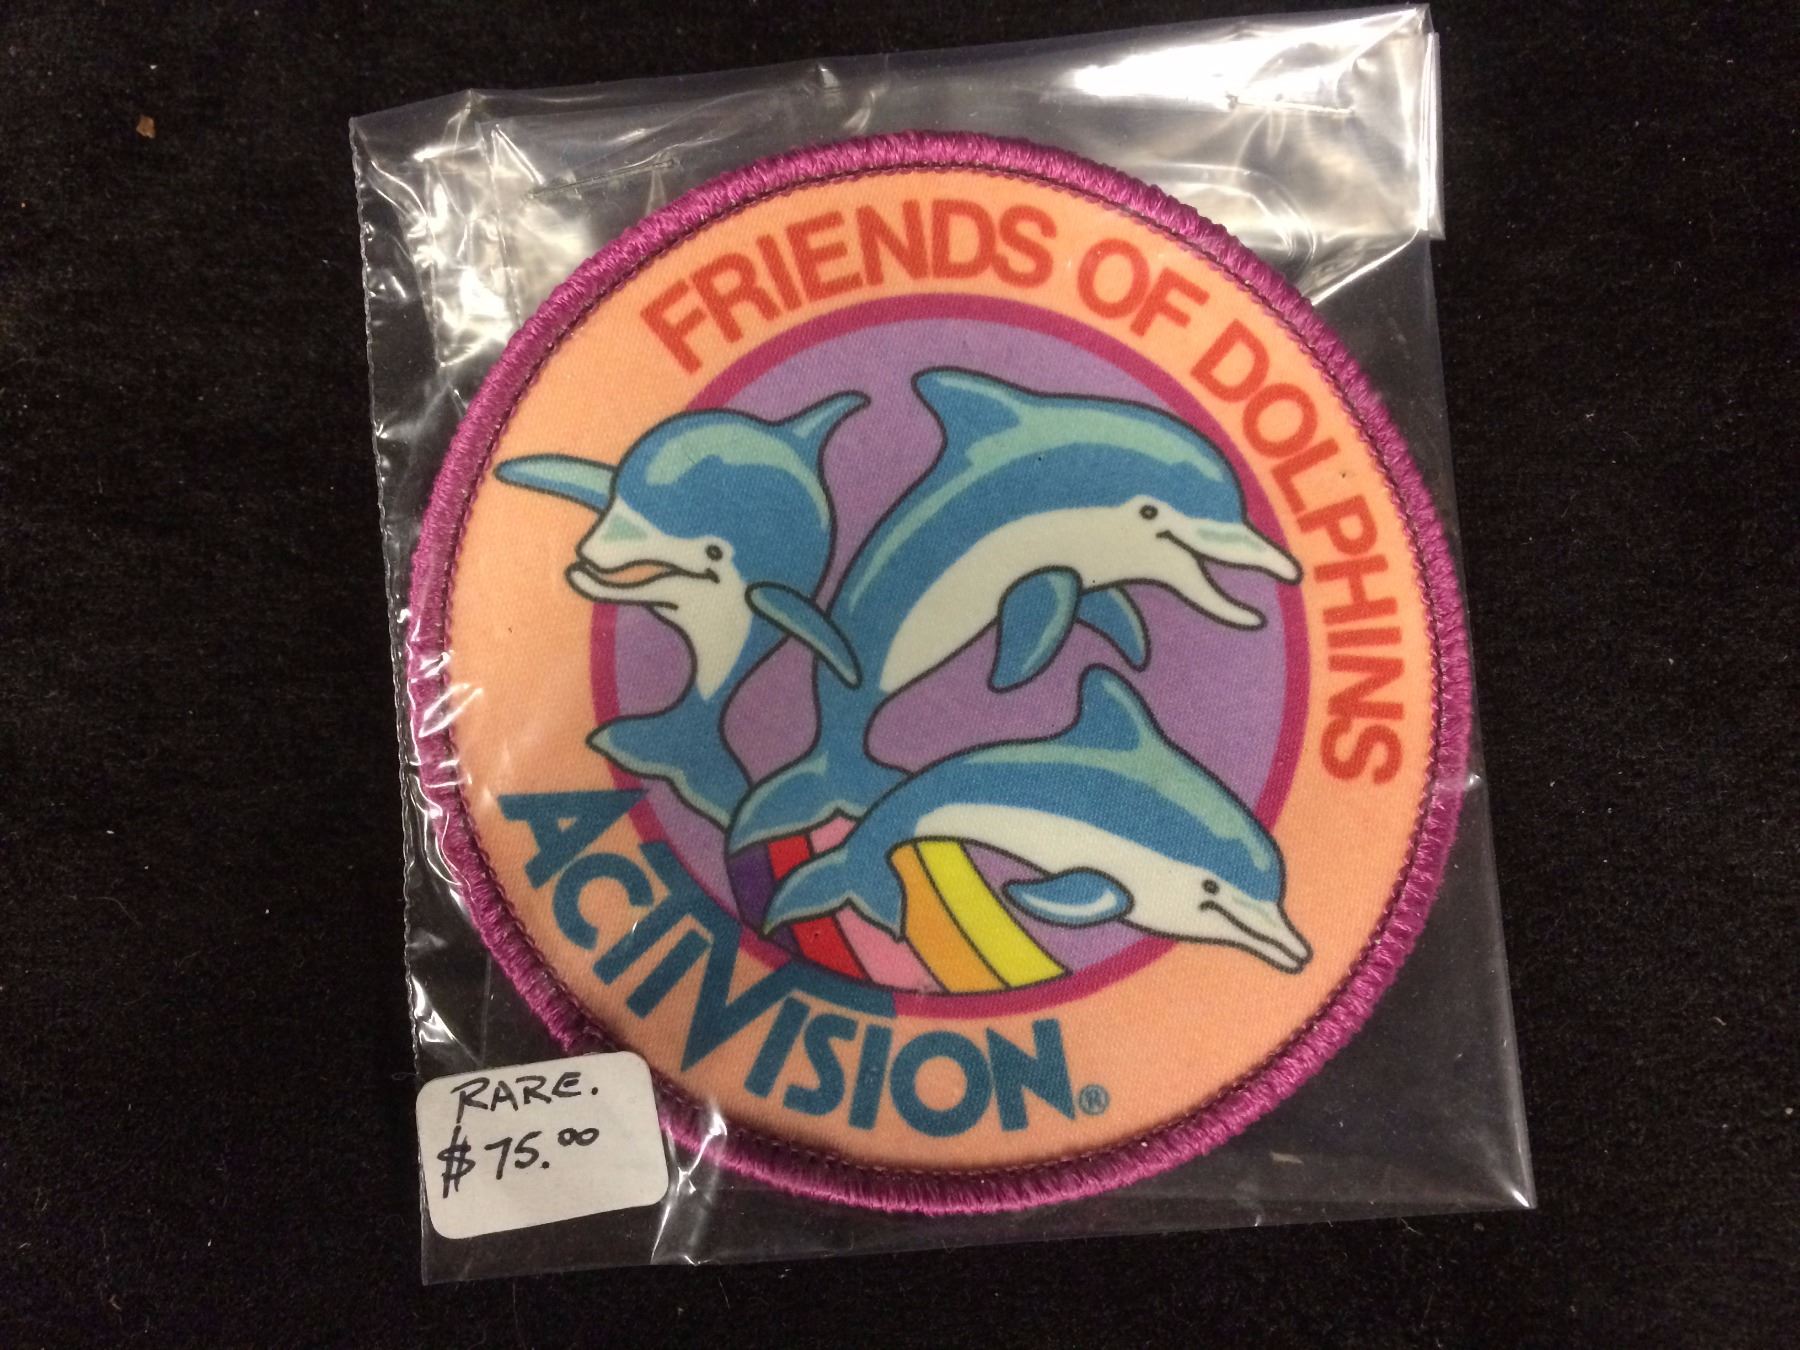 FRIENDS OF DOLPHINS
ACTIVISION®
RARE.
$75.00